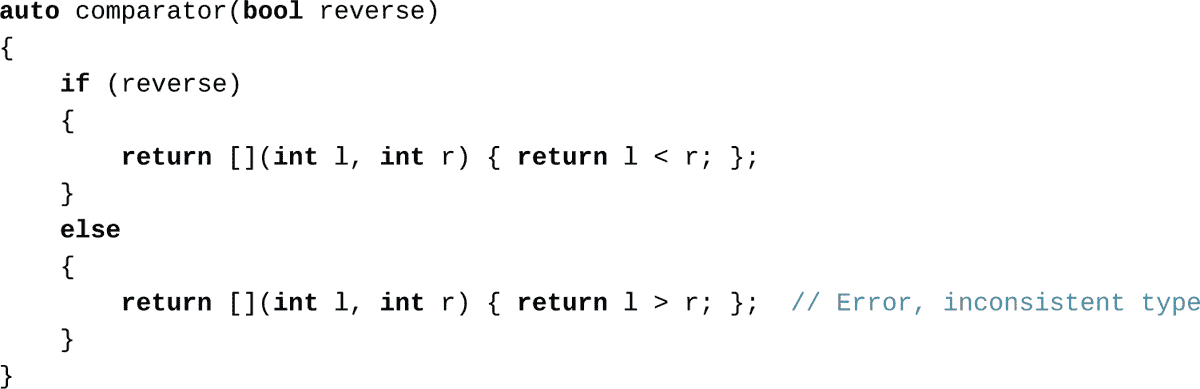 auto comparator(bool reverse)
{
    if (reverse)
    {
        return [](int l, int r) { return l < r; };
    }
    else
    {
        return [](int l, int r) { return l > r; };  // Error, inconsistent type
    }
}